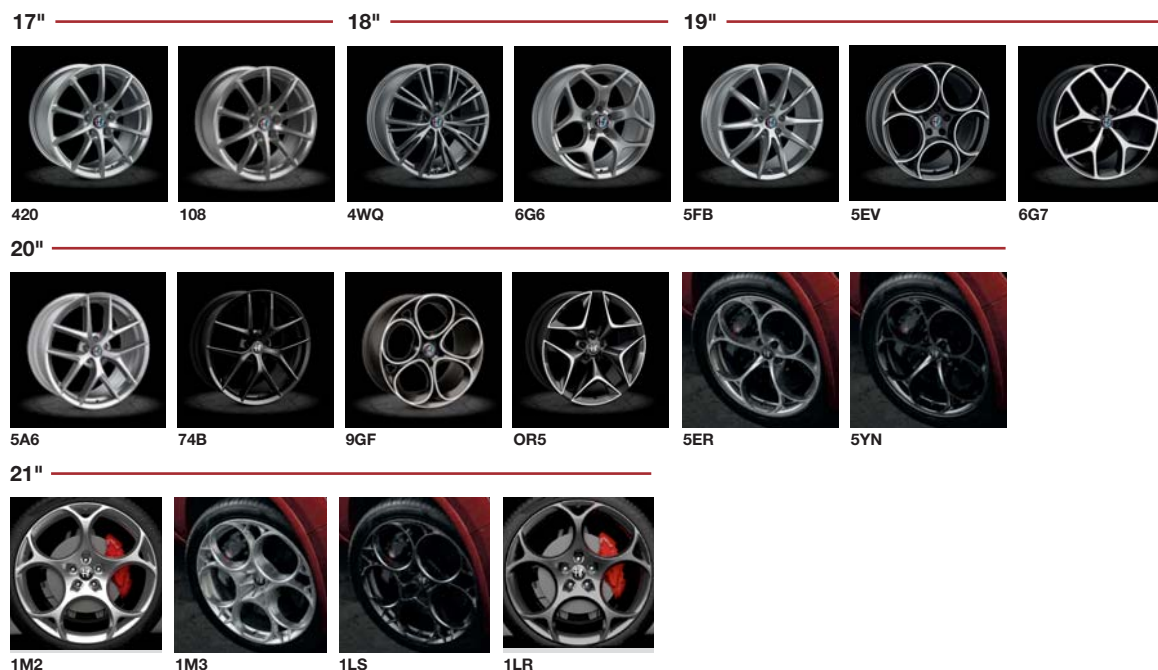 17" 18" 19"
420 108 4WQ 6G6 5FB 5EV 6G7
20"
5A6 74B 9GF OR5 5ER 5YN
21"
1M2 1M3 1LS 1LR